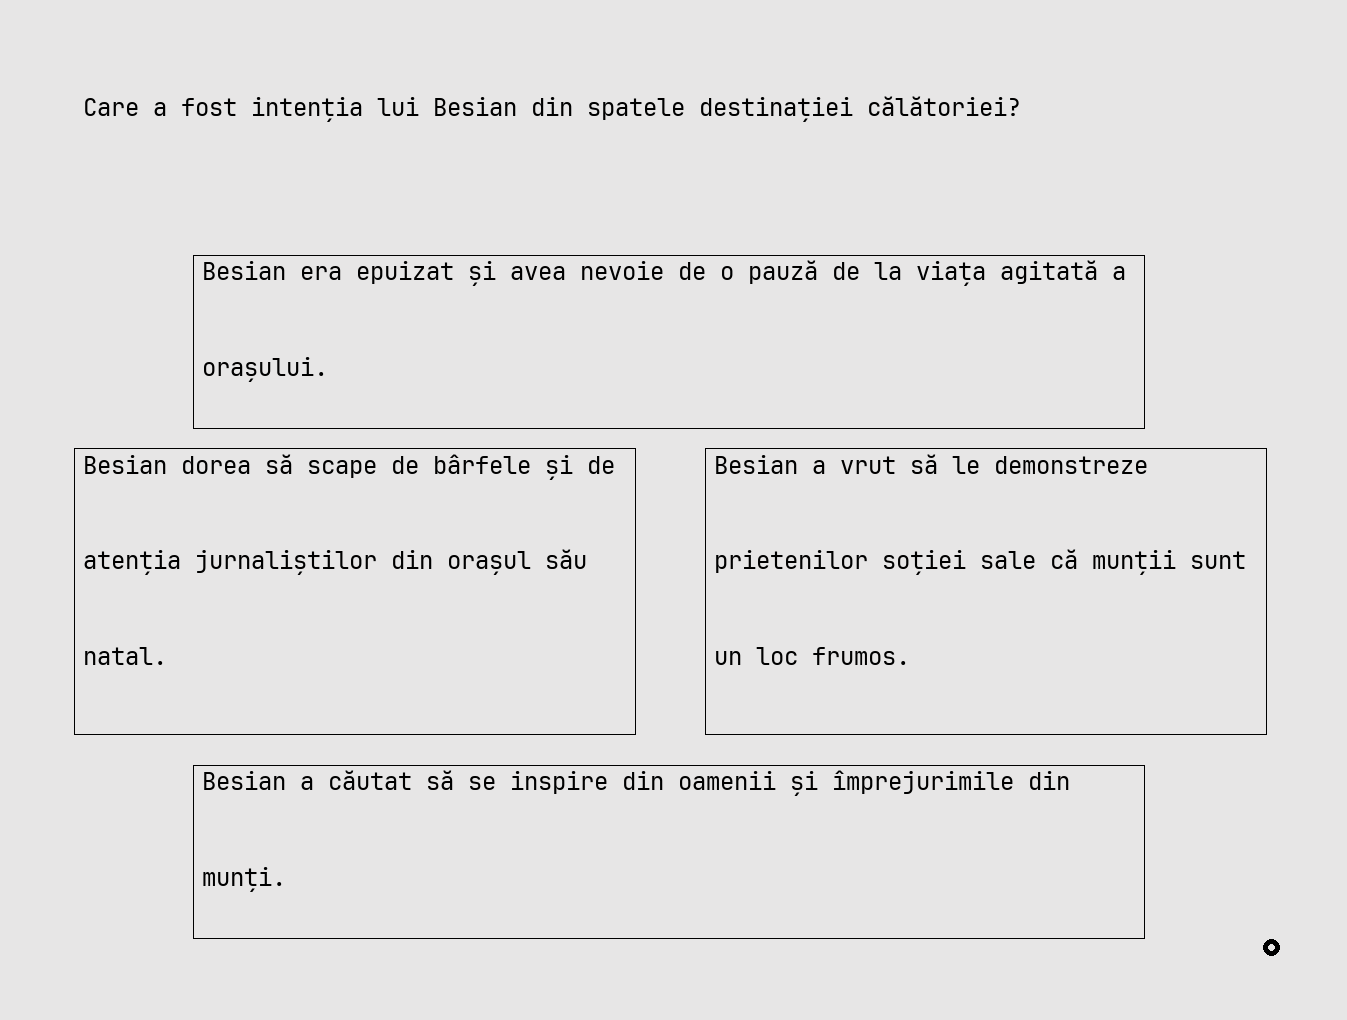 Care a fost intenția lui Besian din spatele destinației călătoriei?
Besian era epuizat și avea nevoie de o pauză de la viața agitată a
orașului.
Besian dorea să scape de bârfele și de
atenția jurnaliștilor din orașul său
natal.
Besian a vrut să le demonstreze
prietenilor soției sale că munții sunt
un loc frumos.
Besian a căutat să se inspire din oamenii și împrejurimile din
munți.